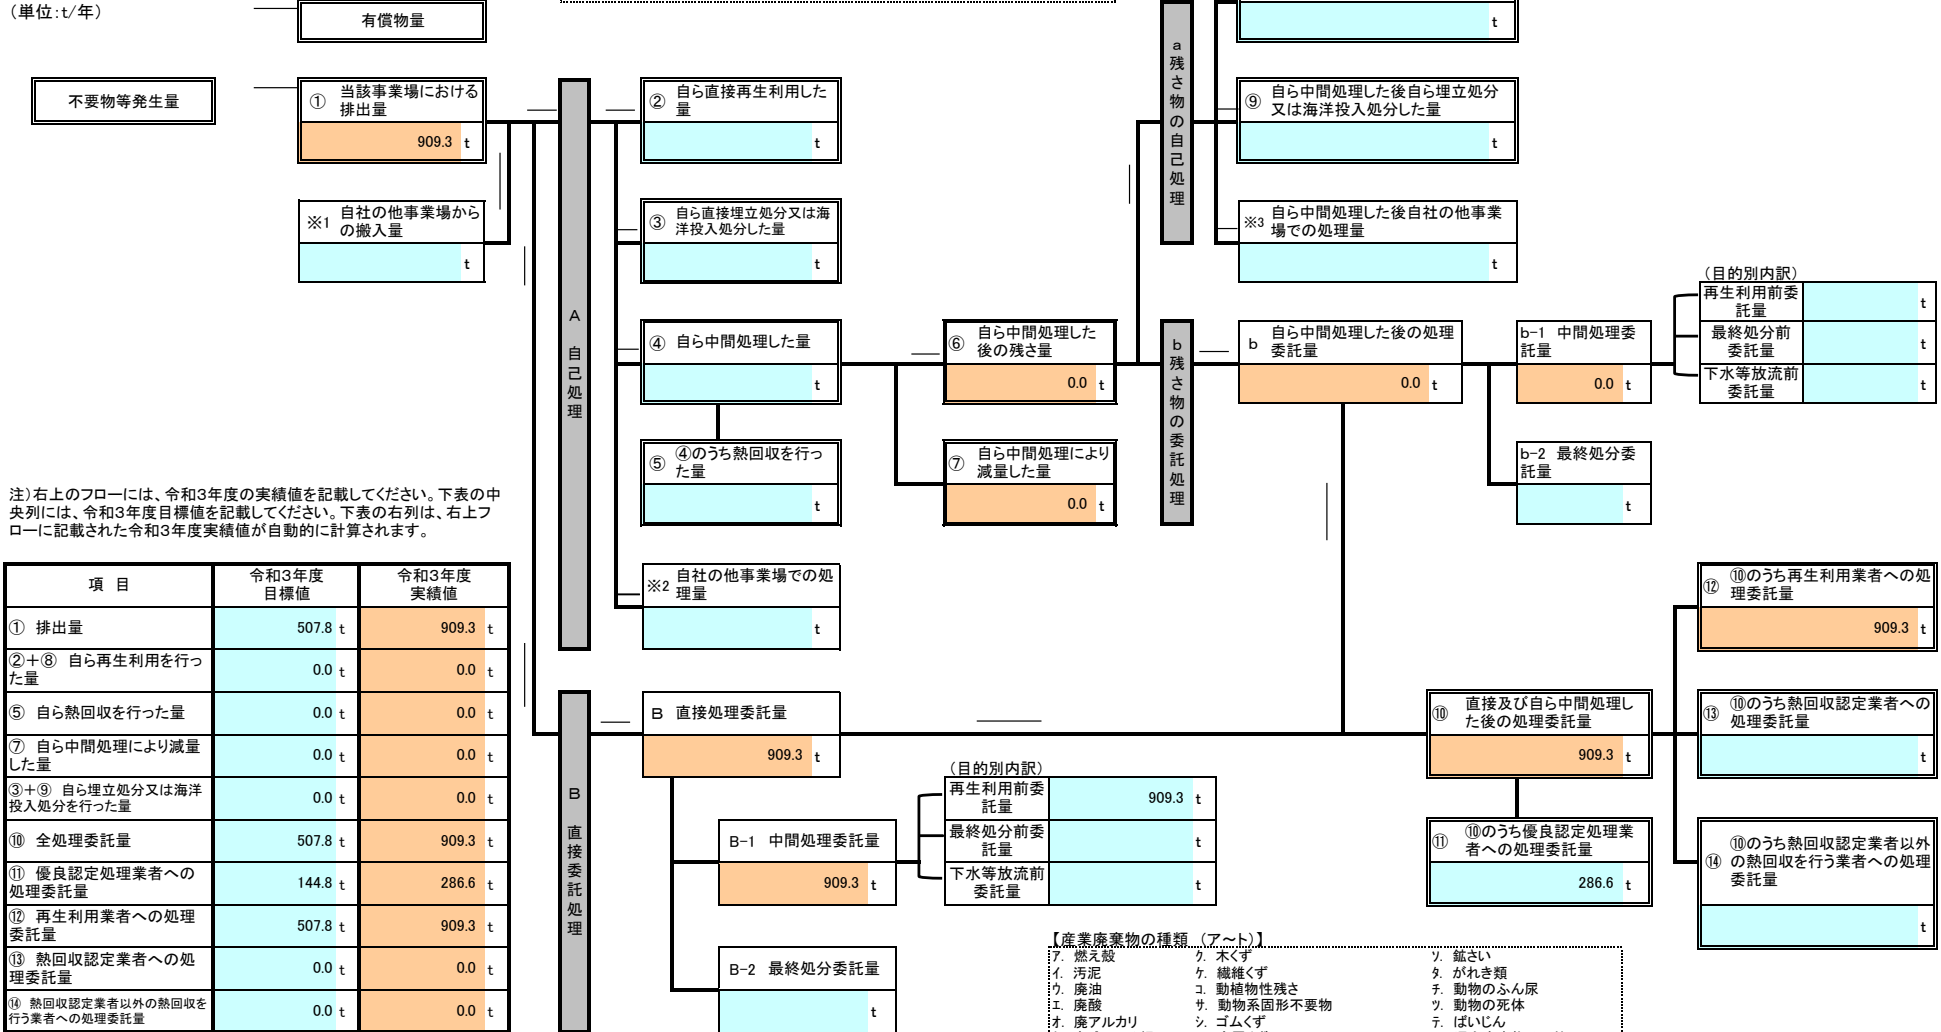 （単位：t/年）
有償物量
t
不要物等発生量
① 当該事業場における
排出量
909.3 t
※1 自社の他事業場から
の搬入量
t
A 自己処理
② 自ら直接再生利用した
量
t
③ 自ら直接埋立処分又は海
洋投入処分した量
t
④ 自ら中間処理した量
t
⑤ ④のうち熱回収を行っ
た量
t
※2 自社の他事業場での処
理量
t
⑥ 自ら中間処理した
後の残さ量
0.0 t
⑦ 自ら中間処理により
減量した量
0.0 t
a 残さ物の自己処理
⑨ 自ら中間処理した後自ら埋立処分
又は海洋投入処分した量
t
※3 自ら中間処理した後自社の他事業
場での処理量
t
b 残さ物の委託処理
b 自ら中間処理した後の処理
委託量
0.0 t
b-1 中間処理委
託量
0.0 t
b-2 最終処分委
託量
t
（目的別内訳）
再生利用前委
託量
t
最終処分前
委託量
t
下水等放流前
委託量
t
注）右上のフローには、令和３年度の実績値を記載してください。下表の中
央列には、令和３年度目標値を記載してください。下表の右列は、右上フ
ローに記載された令和３年度実績値が自動的に計算されます。
項 目 令和３年度 目標値 令和３年度 実績値
① 排出量 507.8 t 909.3 t
②＋⑧ 自ら再生利用を行っ
た量 0.0 t 0.0 t
⑤ 自ら熱回収を行った量 0.0 t 0.0 t
⑦ 自ら中間処理により減量
した量 0.0 t 0.0 t
③＋⑨ 自ら埋立処分又は海洋
投入処分を行った量 0.0 t 0.0 t
⑩ 全処理委託量 507.8 t 909.3 t
⑪ 優良認定処理業者への
処理委託量 144.8 t 286.6 t
⑫ 再生利用業者への処理
委託量 507.8 t 909.3 t
⑬ 熱回収認定業者への処
理委託量 0.0 t 0.0 t
⑭ 熱回収認定業者以外の熱回収を
行う業者への処理委託量 0.0 t 0.0 t
B 直接委託処理
B 直接処理委託量
909.3 t
B-1 中間処理委託量
909.3 t
B-2 最終処分委託量
t
（目的別内訳）
再生利用前委
託量
909.3 t
最終処分前委
託量
下水等放流前
委託量
⑩ 直接及び自ら中間処理し
た後の処理委託量
909.3 t
⑪ ⑩のうち優良認定処理業
者への処理委託量
286.6 t
⑫ ⑩のうち再生利用業者への処
理委託量
909.3 t
⑬ ⑩のうち熱回収認定業者への
処理委託量
t
⑭ ⑩のうち熱回収認定業者以外
の熱回収を行う業者への処理
委託量
t
【産業廃棄物の種類 （ア～ト）】
ア. 燃え殻 ク. 木くず ソ. 鉱さい
イ. 汚泥 ケ. 繊維くず タ. がれき類
ウ. 廃油 コ. 動植物性残さ チ. 動物のふん尿
エ. 廃酸 サ. 動物系固形不要物 ツ. 動物の死体
オ. 廃アルカリ シ. ゴムくず テ. ばいじん